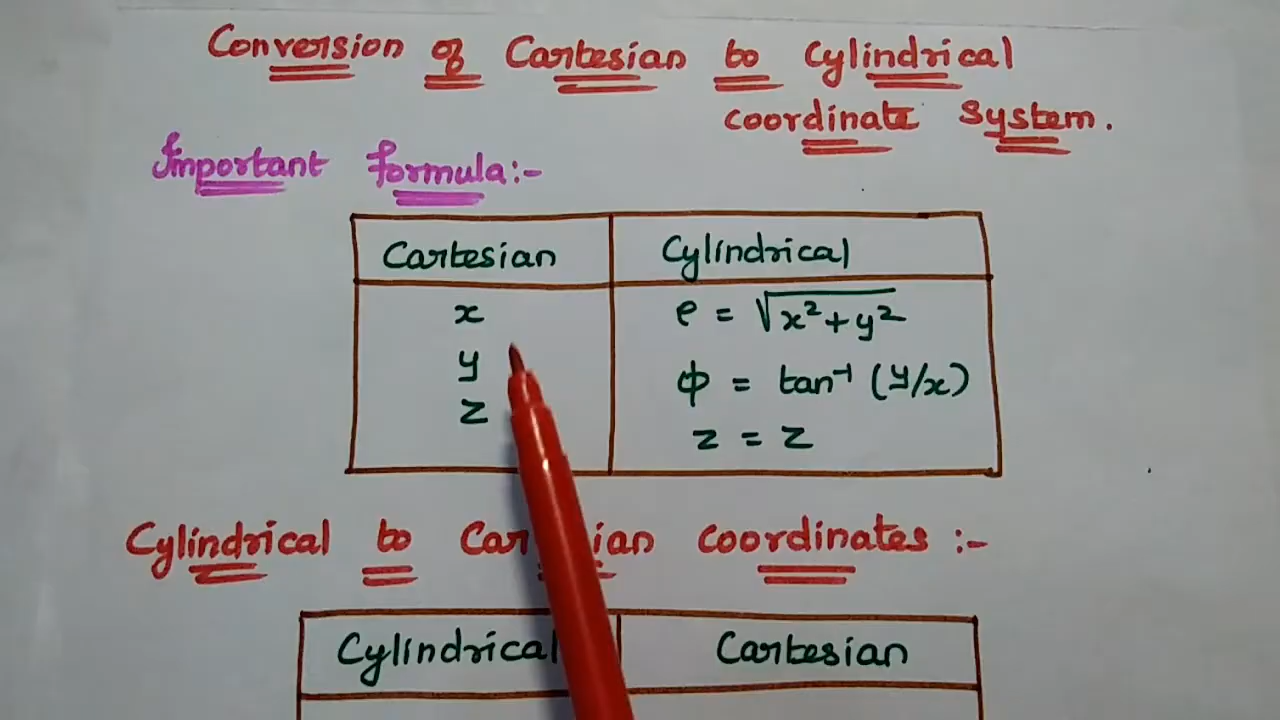 Conversion of Cartesian to Cylindrical
coordinate System.
Important formula:-
Cartesian Cylindrical
x ρ = √x²+y²
y ϕ = tan⁻¹ (y/x)
z z = z
Cylindrical to Cartesian coordinates :-
Cylindrical Cartesian